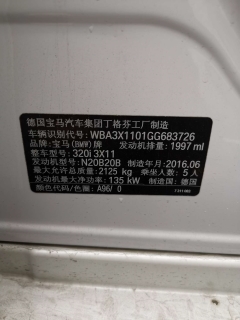 德国宝马汽车集团丁格芬工厂制造
车辆识别代号: WBA3X1101GG683726
品牌: 宝马(BMW)牌 发动机排量: 1997 ml
整车型号: 320i 3X11
发动机型号: N20B20B 制造年月: 2016.06
最大允许总质量: 2125 kg 乘坐人数: 5 人
发动机最大净功率: 135 kW 制造国: 德国
颜色代码/色漆: A96/ 0